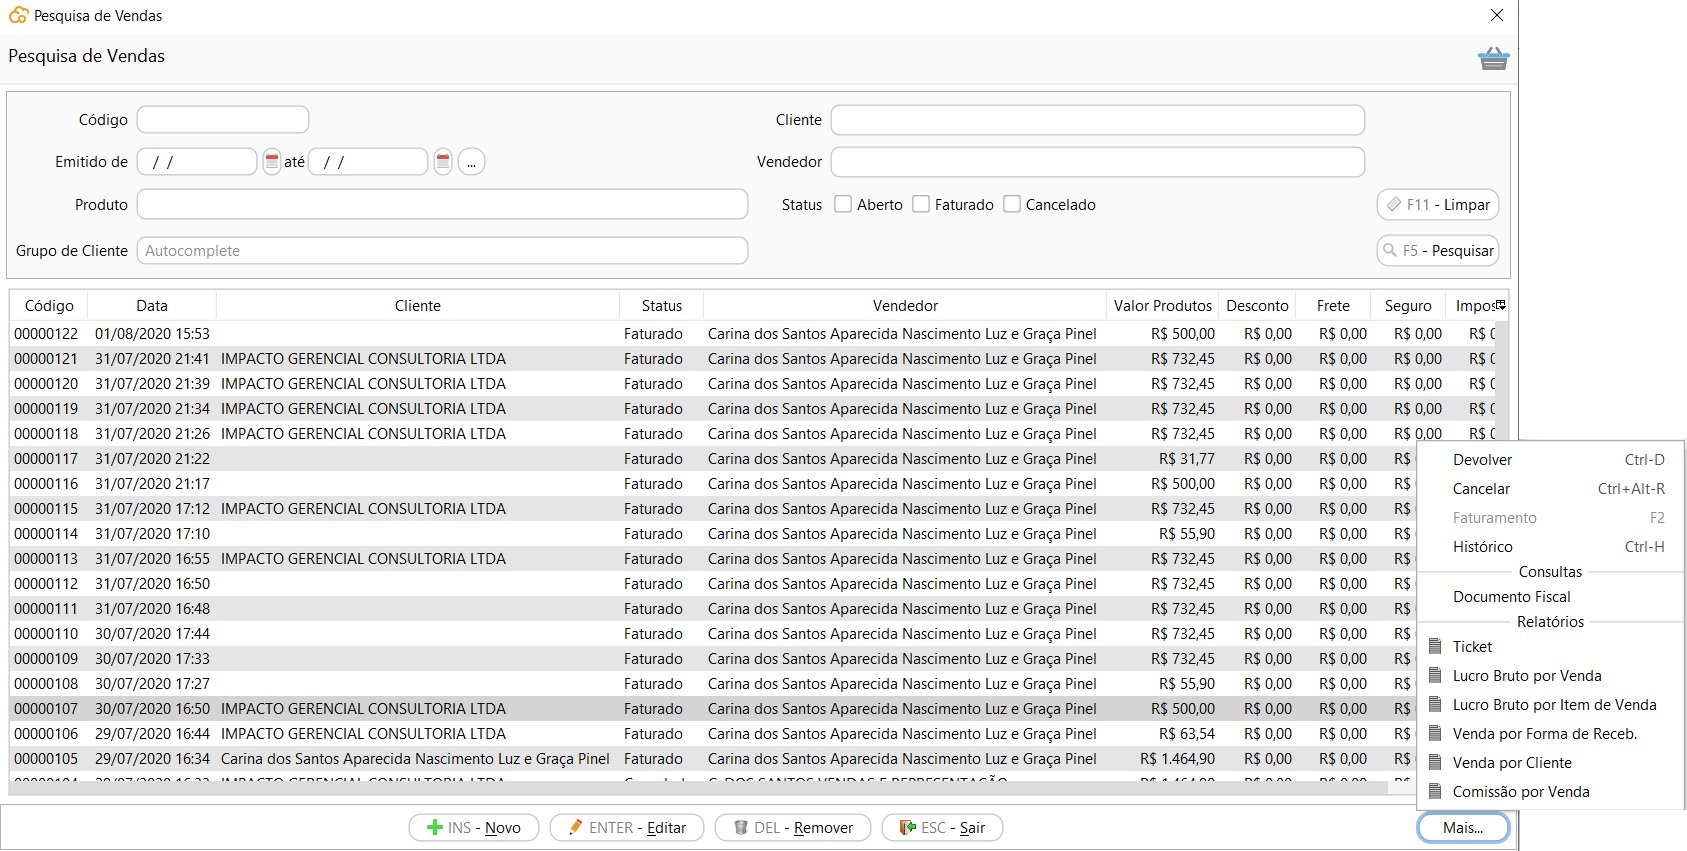 Pesquisa de Vendas
Pesquisa de Vendas
Código
Cliente
Emitido de / / até / / ...
Vendedor
Produto
Status Aberto Faturado Cancelado
F11 - Limpar
Grupo de Cliente Autocomplete
F5 - Pesquisar
Código Data Cliente Status Vendedor Valor Produtos Desconto Frete Seguro Impos
00000122 01/08/2020 15:53 Faturado Carina dos Santos Aparecida Nascimento Luz e Graça Pinel R$ 500,00 R$ 0,00 R$ 0,00 R$ 0,00 R$ 0
00000121 31/07/2020 21:41 IMPACTO GERENCIAL CONSULTORIA LTDA Faturado Carina dos Santos Aparecida Nascimento Luz e Graça Pinel R$ 732,45 R$ 0,00 R$ 0,00 R$ 0,00 R$ 0
00000120 31/07/2020 21:39 IMPACTO GERENCIAL CONSULTORIA LTDA Faturado Carina dos Santos Aparecida Nascimento Luz e Graça Pinel R$ 732,45 R$ 0,00 R$ 0,00 R$ 0,00 R$ 0
00000119 31/07/2020 21:34 IMPACTO GERENCIAL CONSULTORIA LTDA Faturado Carina dos Santos Aparecida Nascimento Luz e Graça Pinel R$ 732,45 R$ 0,00 R$ 0,00 R$ 0,00 R$ 0
00000118 31/07/2020 21:26 IMPACTO GERENCIAL CONSULTORIA LTDA Faturado Carina dos Santos Aparecida Nascimento Luz e Graça Pinel R$ 732,45 R$ 0,00 R$ 0,00 R$ 0,00 R$ 0
00000117 31/07/2020 21:22 Faturado Carina dos Santos Aparecida Nascimento Luz e Graça Pinel R$ 31,77 R$ 0,00 R$ 0,00 R$
00000116 31/07/2020 21:17 Faturado Carina dos Santos Aparecida Nascimento Luz e Graça Pinel R$ 500,00 R$ 0,00 R$ 0,00 R$
00000115 31/07/2020 17:12 IMPACTO GERENCIAL CONSULTORIA LTDA Faturado Carina dos Santos Aparecida Nascimento Luz e Graça Pinel R$ 732,45 R$ 0,00 R$ 0,00 R$
00000114 31/07/2020 17:10 Faturado Carina dos Santos Aparecida Nascimento Luz e Graça Pinel R$ 55,90 R$ 0,00 R$ 0,00 R$
00000113 31/07/2020 16:55 IMPACTO GERENCIAL CONSULTORIA LTDA Faturado Carina dos Santos Aparecida Nascimento Luz e Graça Pinel R$ 732,45 R$ 0,00 R$ 0,00 R$
00000112 31/07/2020 16:50 Faturado Carina dos Santos Aparecida Nascimento Luz e Graça Pinel R$ 732,45 R$ 0,00 R$ 0,00 R$
00000111 31/07/2020 16:48 Faturado Carina dos Santos Aparecida Nascimento Luz e Graça Pinel R$ 732,45 R$ 0,00 R$ 0,00 R$
00000110 30/07/2020 17:44 Faturado Carina dos Santos Aparecida Nascimento Luz e Graça Pinel R$ 732,45 R$ 0,00 R$ 0,00 R$
00000109 30/07/2020 17:33 Faturado Carina dos Santos Aparecida Nascimento Luz e Graça Pinel R$ 732,45 R$ 0,00 R$ 0,00 R$
00000108 30/07/2020 17:27 Faturado Carina dos Santos Aparecida Nascimento Luz e Graça Pinel R$ 55,90 R$ 0,00 R$ 0,00 R$
00000107 30/07/2020 16:50 IMPACTO GERENCIAL CONSULTORIA LTDA Faturado Carina dos Santos Aparecida Nascimento Luz e Graça Pinel R$ 500,00 R$ 0,00 R$ 0,00 R$
00000106 29/07/2020 16:44 IMPACTO GERENCIAL CONSULTORIA LTDA Faturado Carina dos Santos Aparecida Nascimento Luz e Graça Pinel R$ 63,54 R$ 0,00 R$ 0,00 R$
00000105 29/07/2020 16:34 Carina dos Santos Aparecida Nascimento Luz e Graça Pinel Faturado Carina dos Santos Aparecida Nascimento Luz e Graça Pinel R$ 1.464,90 R$ 0,00 R$ 0,00 R$
Devolver Ctrl-D
Cancelar Ctrl+Alt-R
Faturamento F2
Histórico Ctrl-H
Consultas
Documento Fiscal
Relatórios
Ticket
Lucro Bruto por Venda
Lucro Bruto por Item de Venda
Venda por Forma de Receb.
Venda por Cliente
Comissão por Venda
INS - Novo ENTER - Editar DEL - Remover ESC - Sair Mais...